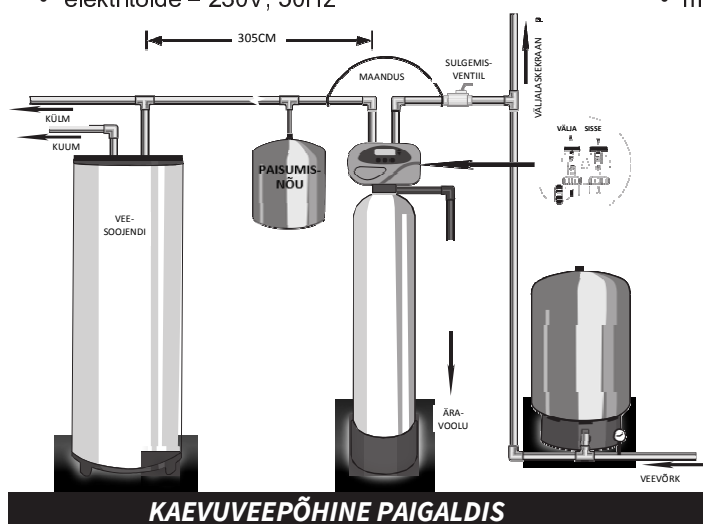 • elektritoide – 230V, 50Hz
• m
305CM
MAANDUS
SULGEMIS-
VENTIIL
VÄLJALASKEKRAAN
KÜLM
KUUM
VÄLJA SISSE
PAISUMIS-
NÕU
VEE-
SOOJENDI
ÄRA-
VOOLU
VEEVÕRK
KAEVUVEEPÕHINE PAIGALDIS